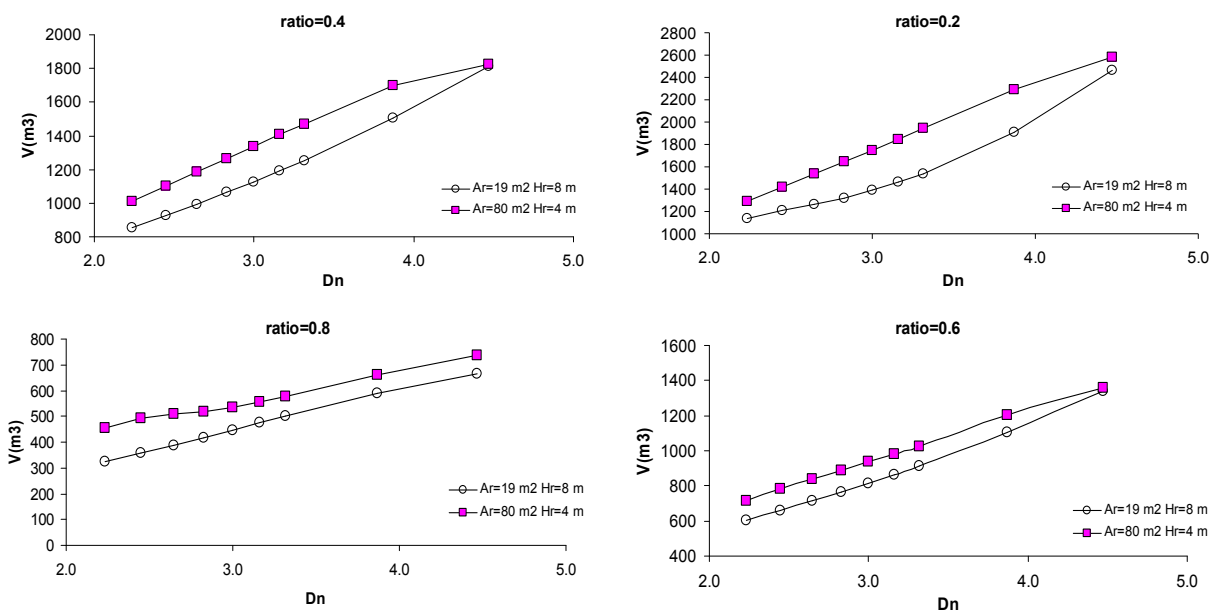 ratio=0.4
2000
1800
1600
1400
1200
1000
800
V(m3)
2.0 3.0 4.0 5.0
Dn
Ar=19 m2 Hr=8 m
Ar=80 m2 Hr=4 m
ratio=0.2
2800
2600
2400
2200
2000
1800
1600
1400
1200
1000
V(m3)
2.0 3.0 4.0 5.0
Dn
Ar=19 m2 Hr=8 m
Ar=80 m2 Hr=4 m
ratio=0.8
800
700
600
500
400
300
200
100
0
V(m3)
2.0 3.0 4.0 5.0
Dn
Ar=19 m2 Hr=8 m
Ar=80 m2 Hr=4 m
ratio=0.6
1600
1400
1200
1000
800
600
400
V(m3)
2.0 3.0 4.0 5.0
Dn
Ar=19 m2 Hr=8 m
Ar=80 m2 Hr=4 m